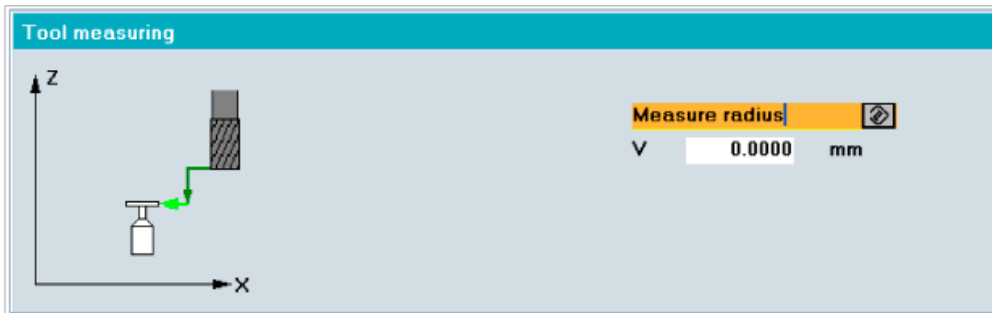 Tool measuring
Z
Measure radius
V 0.0000 mm
X